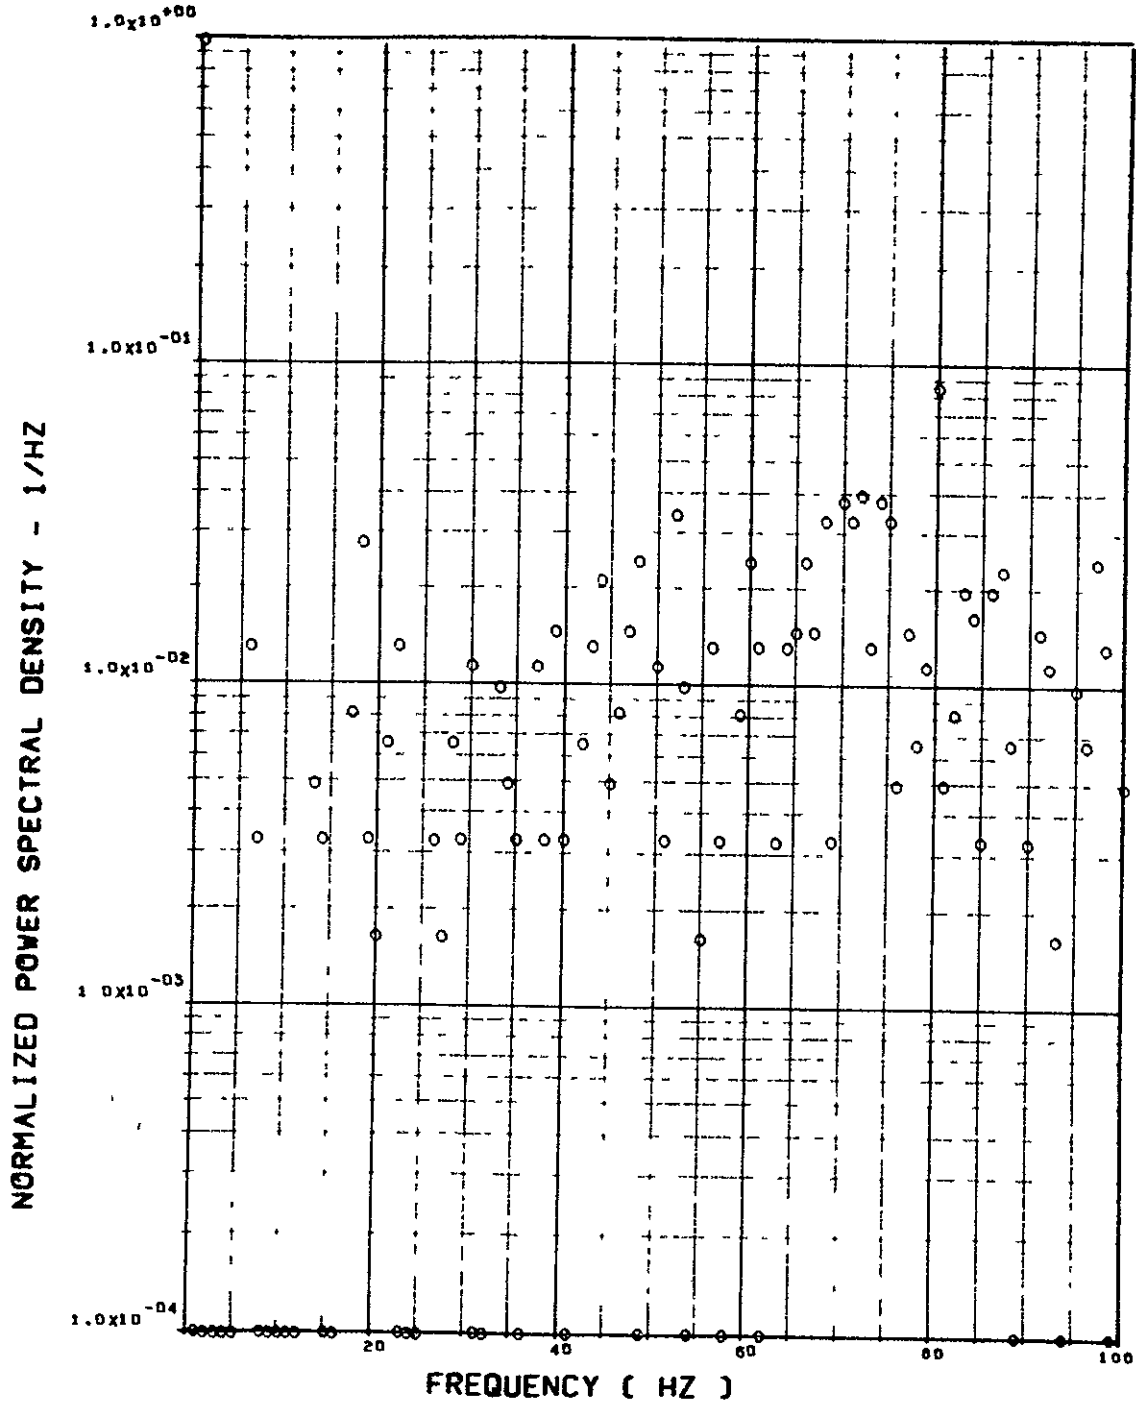 1.0x10+00
1.0x10-01
1.0x10-02
1 0x10-03
1.0x10-04
NORMALIZED POWER SPECTRAL DENSITY - 1/HZ
20
40
60
80
100
FREQUENCY ( HZ )